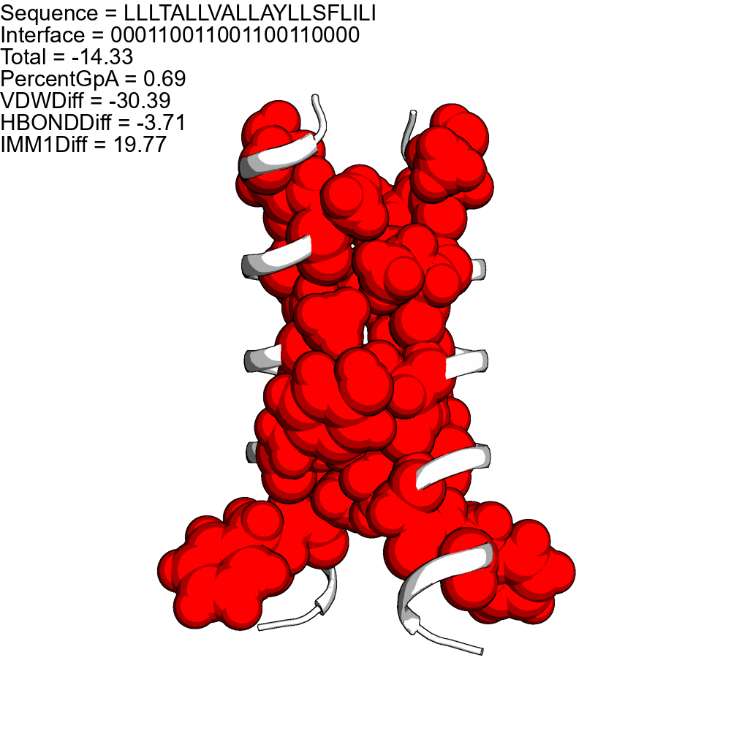 Sequence = LLLTALLVALLAYLLSFLILI
Interface = 000110011001100110000
Total = -14.33
PercentGpA = 0.69
VDWDiff = -30.39
HBONDDiff = -3.71
IMM1Diff = 19.77